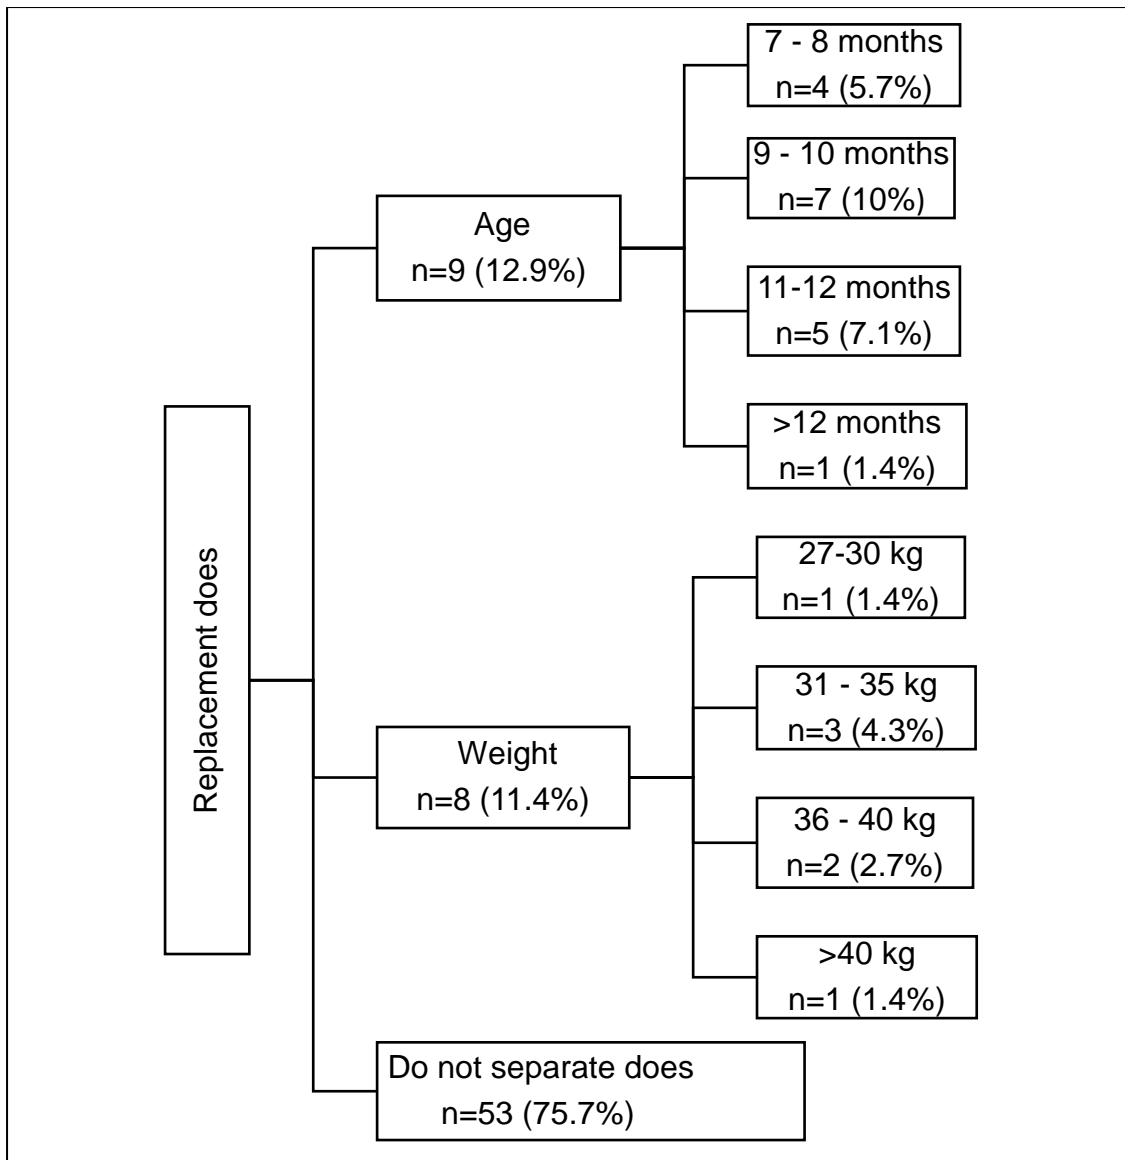 Replacement does
Age
n=9 (12.9%)
7 - 8 months
n=4 (5.7%)
9 - 10 months
n=7 (10%)
11-12 months
n=5 (7.1%)
>12 months
n=1 (1.4%)
Weight
n=8 (11.4%)
27-30 kg
n=1 (1.4%)
31 - 35 kg
n=3 (4.3%)
36 - 40 kg
n=2 (2.7%)
>40 kg
n=1 (1.4%)
Do not separate does
n=53 (75.7%)